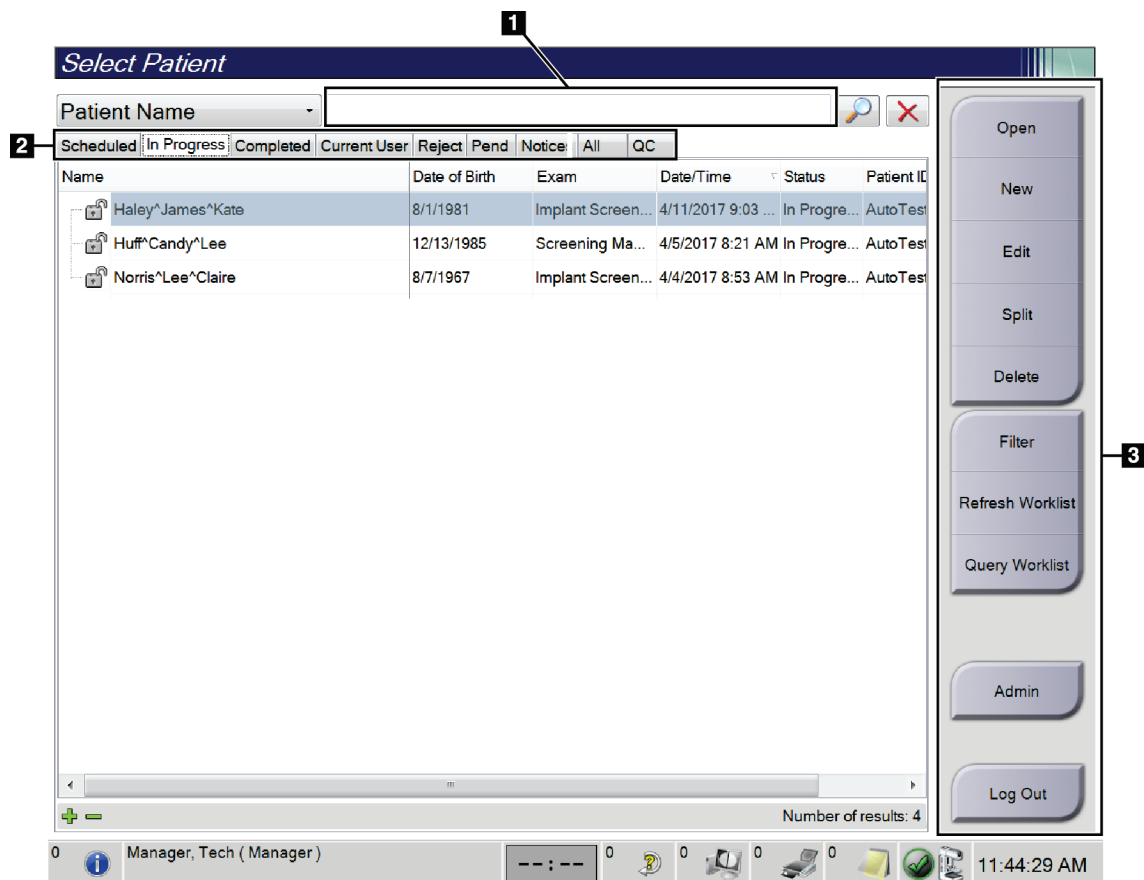 1
Select Patient
Patient Name
2
Scheduled In Progress Completed Current User Reject Pend Notice: All QC
Name Date of Birth Exam Date/Time Status Patient ID
Haley^James^Kate 8/1/1981 Implant Screen... 4/11/2017 9:03 ... In Progre... AutoTest
Huff^Candy^Lee 12/13/1985 Screening Ma... 4/5/2017 8:21 AM In Progre... AutoTest
Norris^Lee^Claire 8/7/1967 Implant Screen... 4/4/2017 8:53 AM In Progre... AutoTest
Open
New
Edit
Split
Delete
Filter
3
Refresh Worklist
Query Worklist
Admin
Log Out
Number of results: 4
0 Manager, Tech ( Manager ) --:-- 0 0 0 0 11:44:29 AM